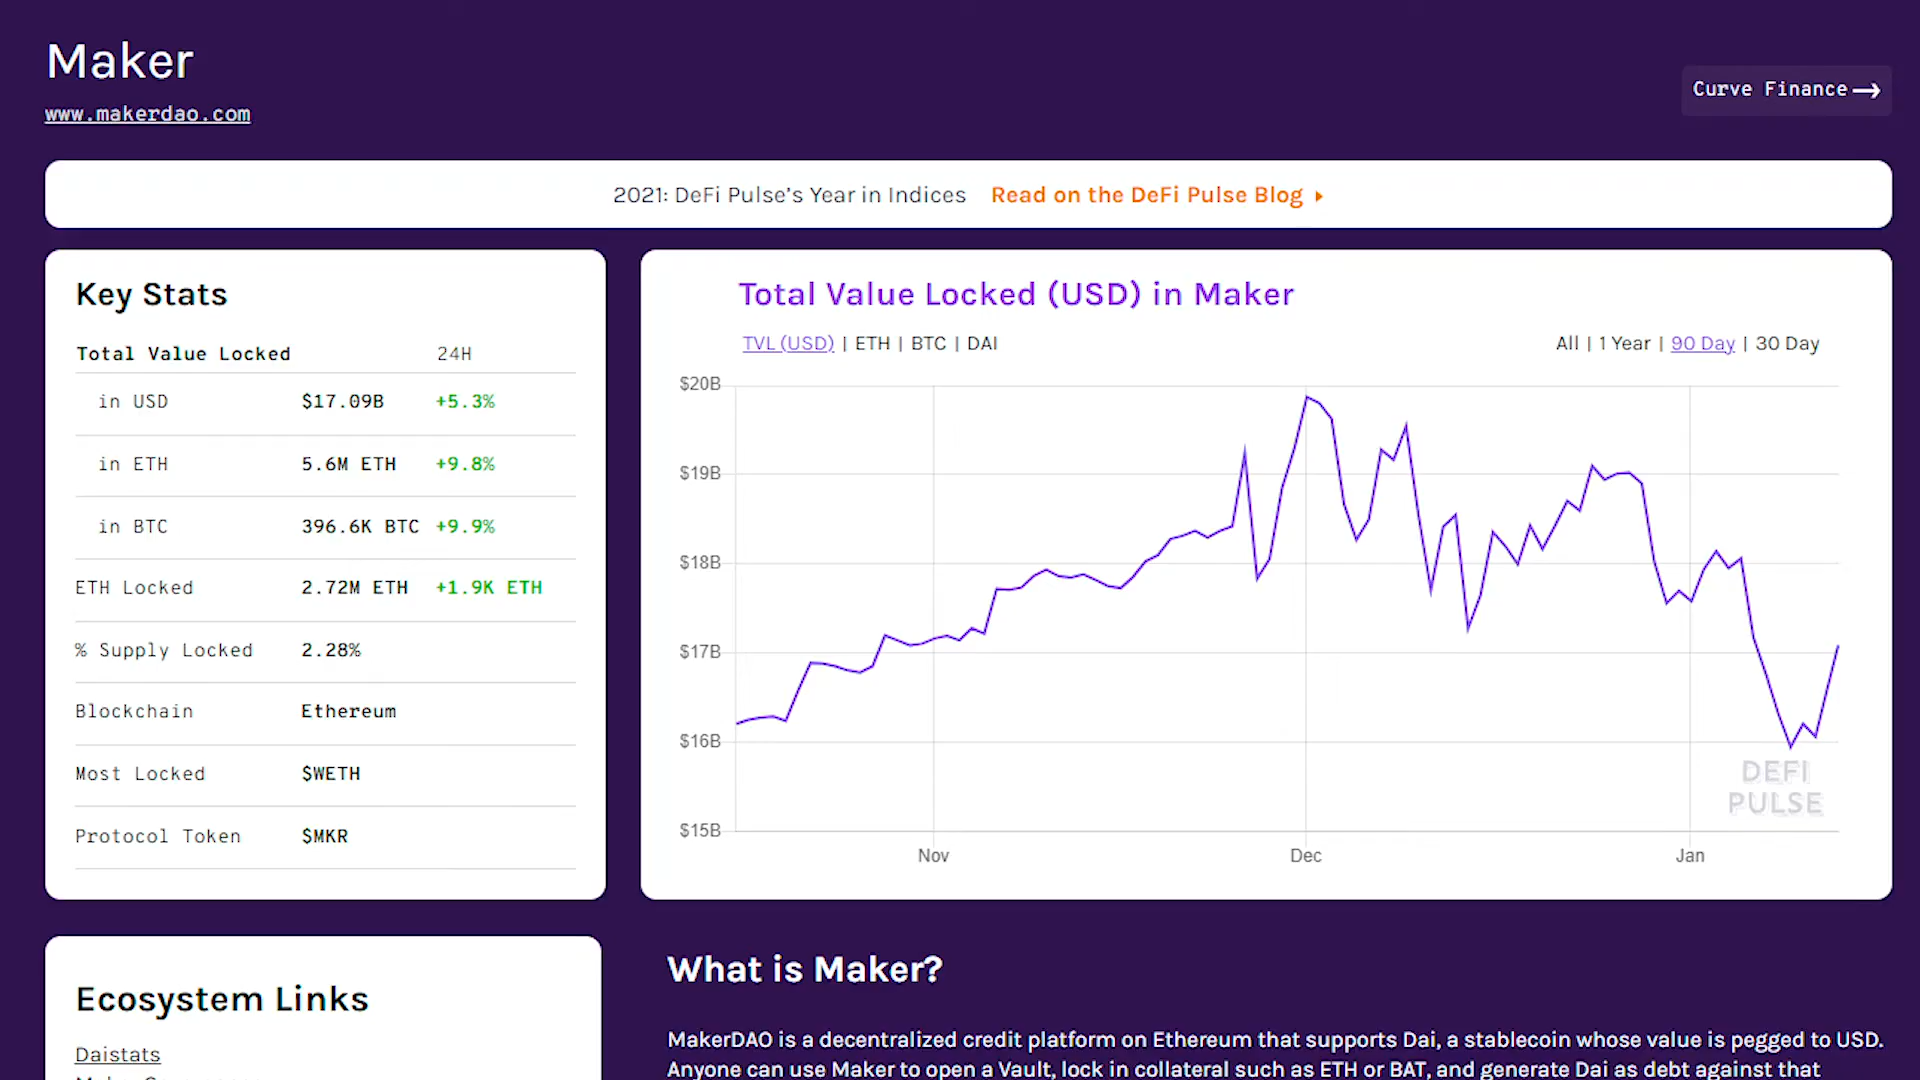 Maker
www.makerdao.com
Curve Finance
2021: DeFi Pulse's Year in Indices Read on the DeFi Pulse Blog
Key Stats
Total Value Locked 24H
in USD $17.09B +5.3%
in ETH 5.6M ETH +9.8%
in BTC 396.6K BTC +9.9%
ETH Locked 2.72M ETH +1.9K ETH
% Supply Locked 2.28%
Blockchain Ethereum
Most Locked $WETH
Protocol Token $MKR
Total Value Locked (USD) in Maker
TVL (USD) | ETH | BTC | DAI
All | 1 Year | 90 Day | 30 Day
$20B
$19B
$18B
$17B
$16B
$15B
Nov Dec Jan
DEFI
PULSE
Ecosystem Links
Daistats
What is Maker?
MakerDAO is a decentralized credit platform on Ethereum that supports Dai, a stablecoin whose value is pegged to USD.
Anyone can use Maker to open a Vault, lock in collateral such as ETH or BAT, and generate Dai as debt against that